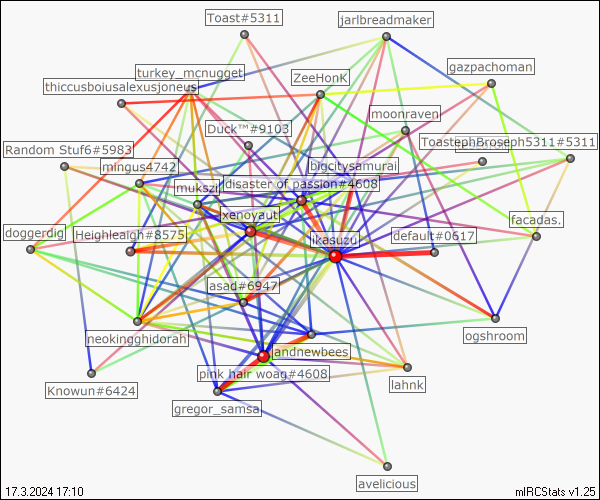 Toast#5311
jarlbreadmaker
gazpachoman
turkey_mcnugget
ZeeHonK
thiccusboiusalexusjoneus
moonraven
Duck™#9103
ToastephBroseph5311#5311
Random Stuf6#5983
mingus4742
bigcitysamurai
mukszi
disaster of passion#4608
xenoyaut
facadas.
doggerdig
Heighleaigh#8575
ikasuzu
default#0617
asad#6947
neokingghidorah
ogshroom
andnewbees
pink hair woag#4608
Knowun#6424
lahnk
gregor_samsa
avelicious
17.3.2024 17:10
mIRCStats v1.25